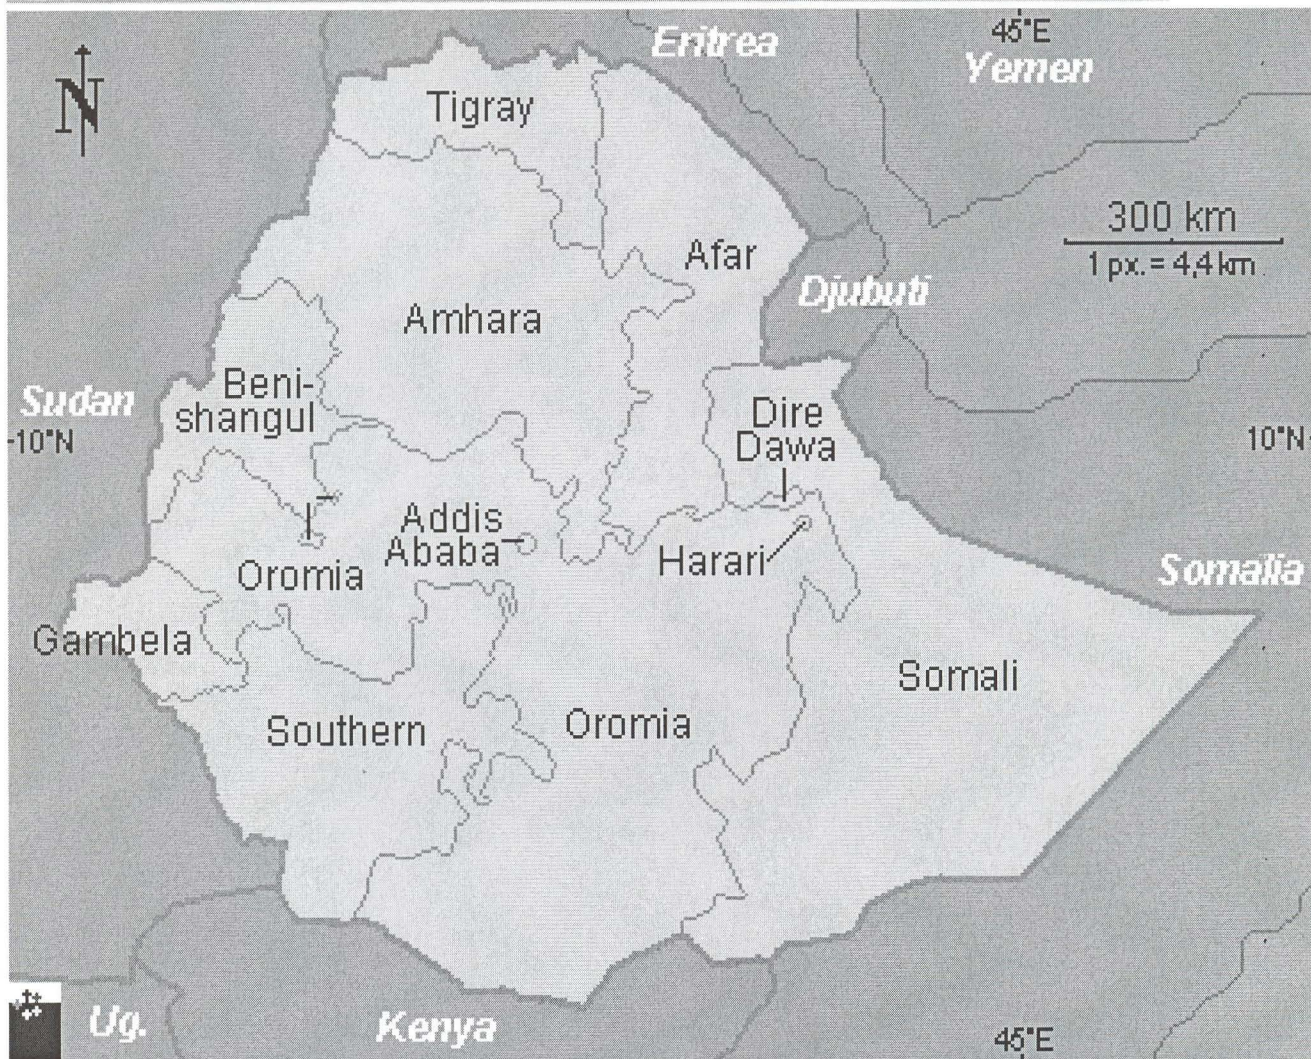 45°E
Eritrea
Yemen
N
Tigray
300 km
1 px. = 4,4 km
Afar
Djubuti
Amhara
Beni-
shangul
Sudan
10°N
Dire
Dawa
10°N
Addis
Ababa
Harari
Oromia
Somalia
Gambela
Somali
Southern
Oromia
Ug.
Kenya
45°E